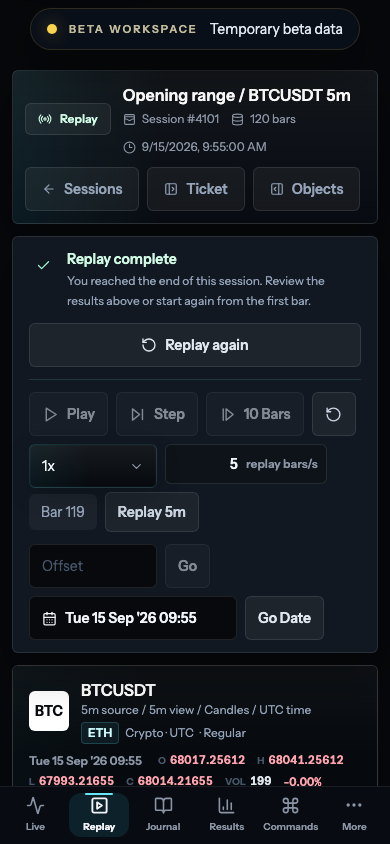 BETA WORKSPACE Temporary beta data
Opening range / BTCUSDT 5m
Replay
Session #4101 120 bars
9/15/2026, 9:55:00 AM
Sessions Ticket Objects
Replay complete
You reached the end of this session. Review the
results above or start again from the first bar.
Replay again
Play Step 10 Bars
1x 5 replay bars/s
Bar 119 Replay 5m
Offset Go
Tue 15 Sep '26 09:55 Go Date
BTC
BTCUSDT
5m source / 5m view / Candles / UTC time
ETH Crypto · UTC · Regular
Tue 15 Sep '26 09:55 O 68017.25612 H 68041.25612
L 67993.21655 C 68014.21655 VOL 199 -0.00%
Live Replay Journal Results Commands More